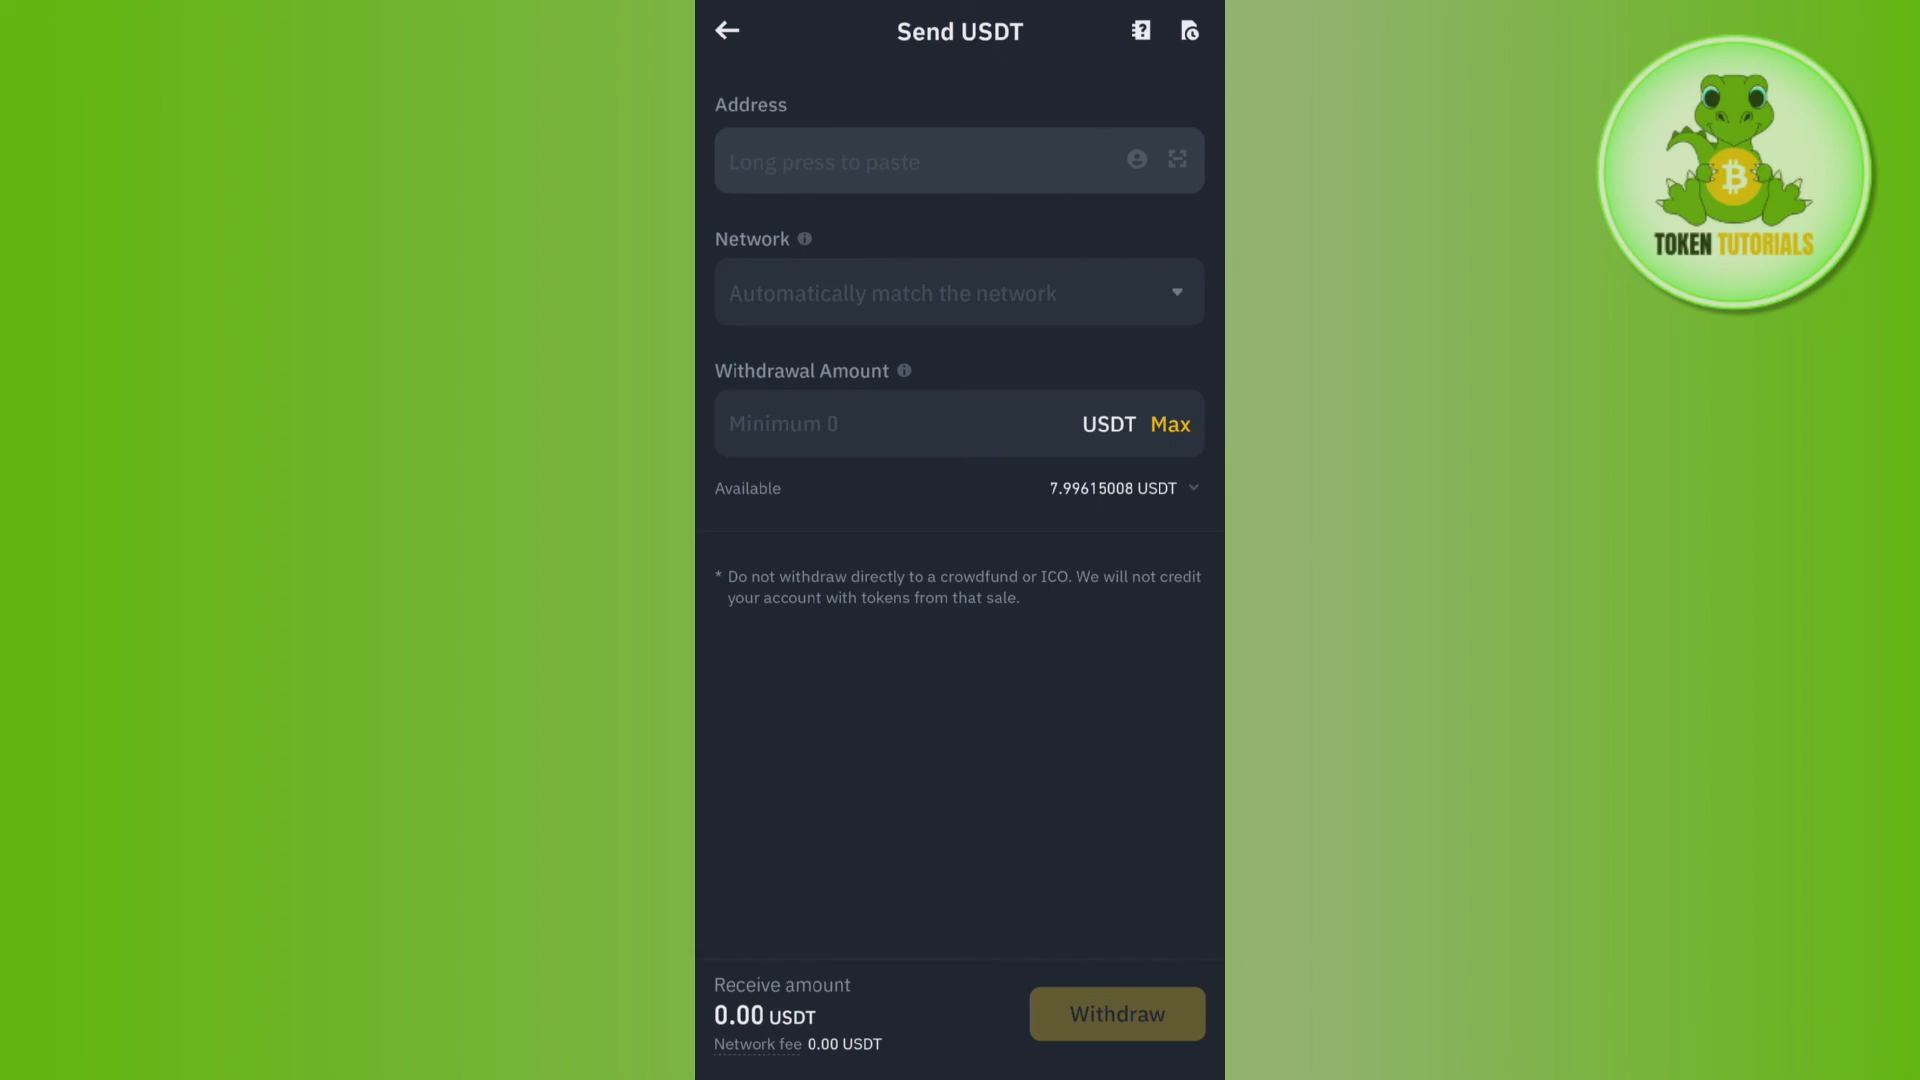 Send USDT
Address
Long press to paste
Network
Automatically match the network
Withdrawal Amount
Minimum 0 USDT Max
Available 7.99615008 USDT
* Do not withdraw directly to a crowdfund or ICO. We will not credit
your account with tokens from that sale.
Receive amount
0.00 USDT
Network fee 0.00 USDT
Withdraw
TOKEN TUTORIALS